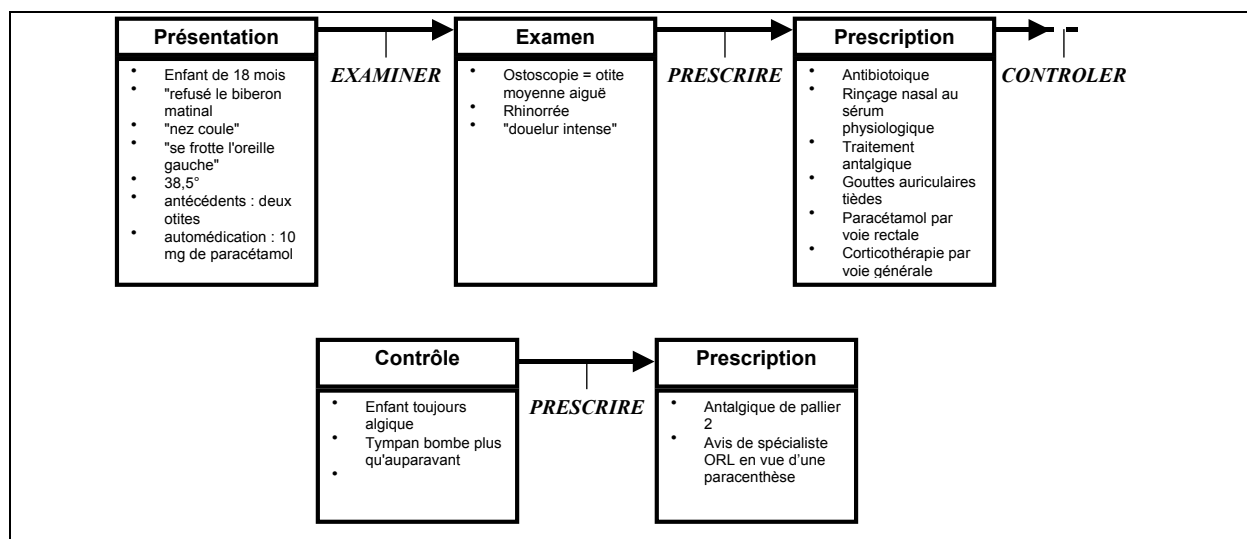 Présentation
• Enfant de 18 mois
• "refusé le biberon
matinal
• "nez coule"
• "se frotte l'oreille
gauche"
• 38,5°
• antécédents : deux
otites
• automédication : 10
mg de paracétamol
EXAMINER
Examen
• Ostoscopie = otite
moyenne aiguë
• Rhinorrée
• "douelur intense"
PRESCRIRE
Prescription
• Antibiotoique
• Rinçage nasal au
sérum
physiologique
• Traitement
antalgique
• Gouttes auriculaires
tièdes
• Paracétamol par
voie rectale
• Corticothérapie par
voie générale
CONTROLER
Contrôle
• Enfant toujours
algique
• Tympan bombe plus
qu'auparavant
•
PRESCRIRE
Prescription
• Antalgique de pallier
2
• Avis de spécialiste
ORL en vue d'une
paracenthèse